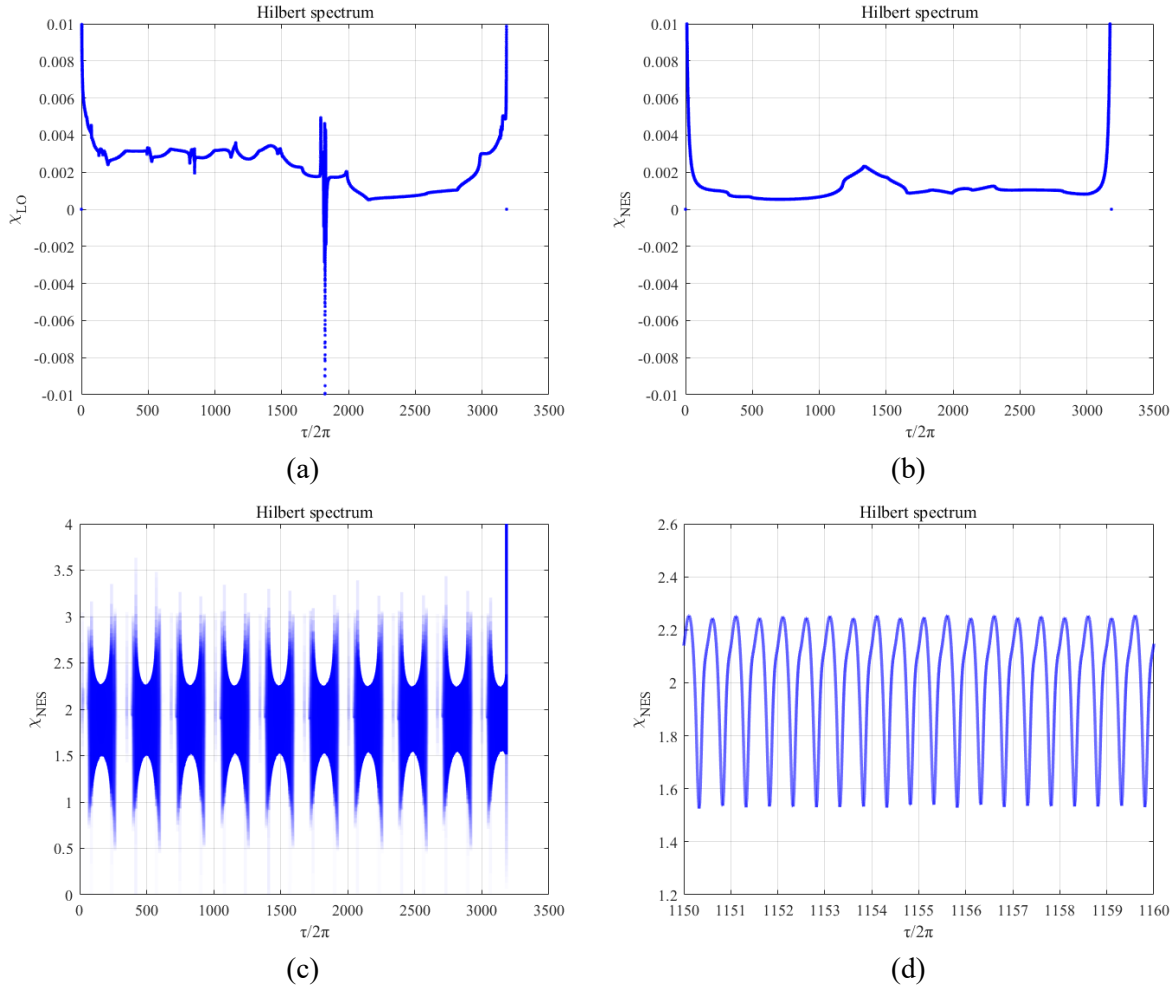 Hilbert spectrum
0.01
0.008
0.006
0.004
0.002
0
-0.002
-0.004
-0.006
-0.008
-0.01
χLO
0 500 1000 1500 2000 2500 3000 3500
τ/2π
(a)
Hilbert spectrum
0.01
0.008
0.006
0.004
0.002
0
-0.002
-0.004
-0.006
-0.008
-0.01
χNES
0 500 1000 1500 2000 2500 3000 3500
τ/2π
(b)
Hilbert spectrum
4
3.5
3
2.5
2
1.5
1
0.5
0
χNES
0 500 1000 1500 2000 2500 3000 3500
τ/2π
(c)
Hilbert spectrum
2.6
2.4
2.2
2
1.8
1.6
1.4
1.2
χNES
1150 1151 1152 1153 1154 1155 1156 1157 1158 1159 1160
τ/2π
(d)